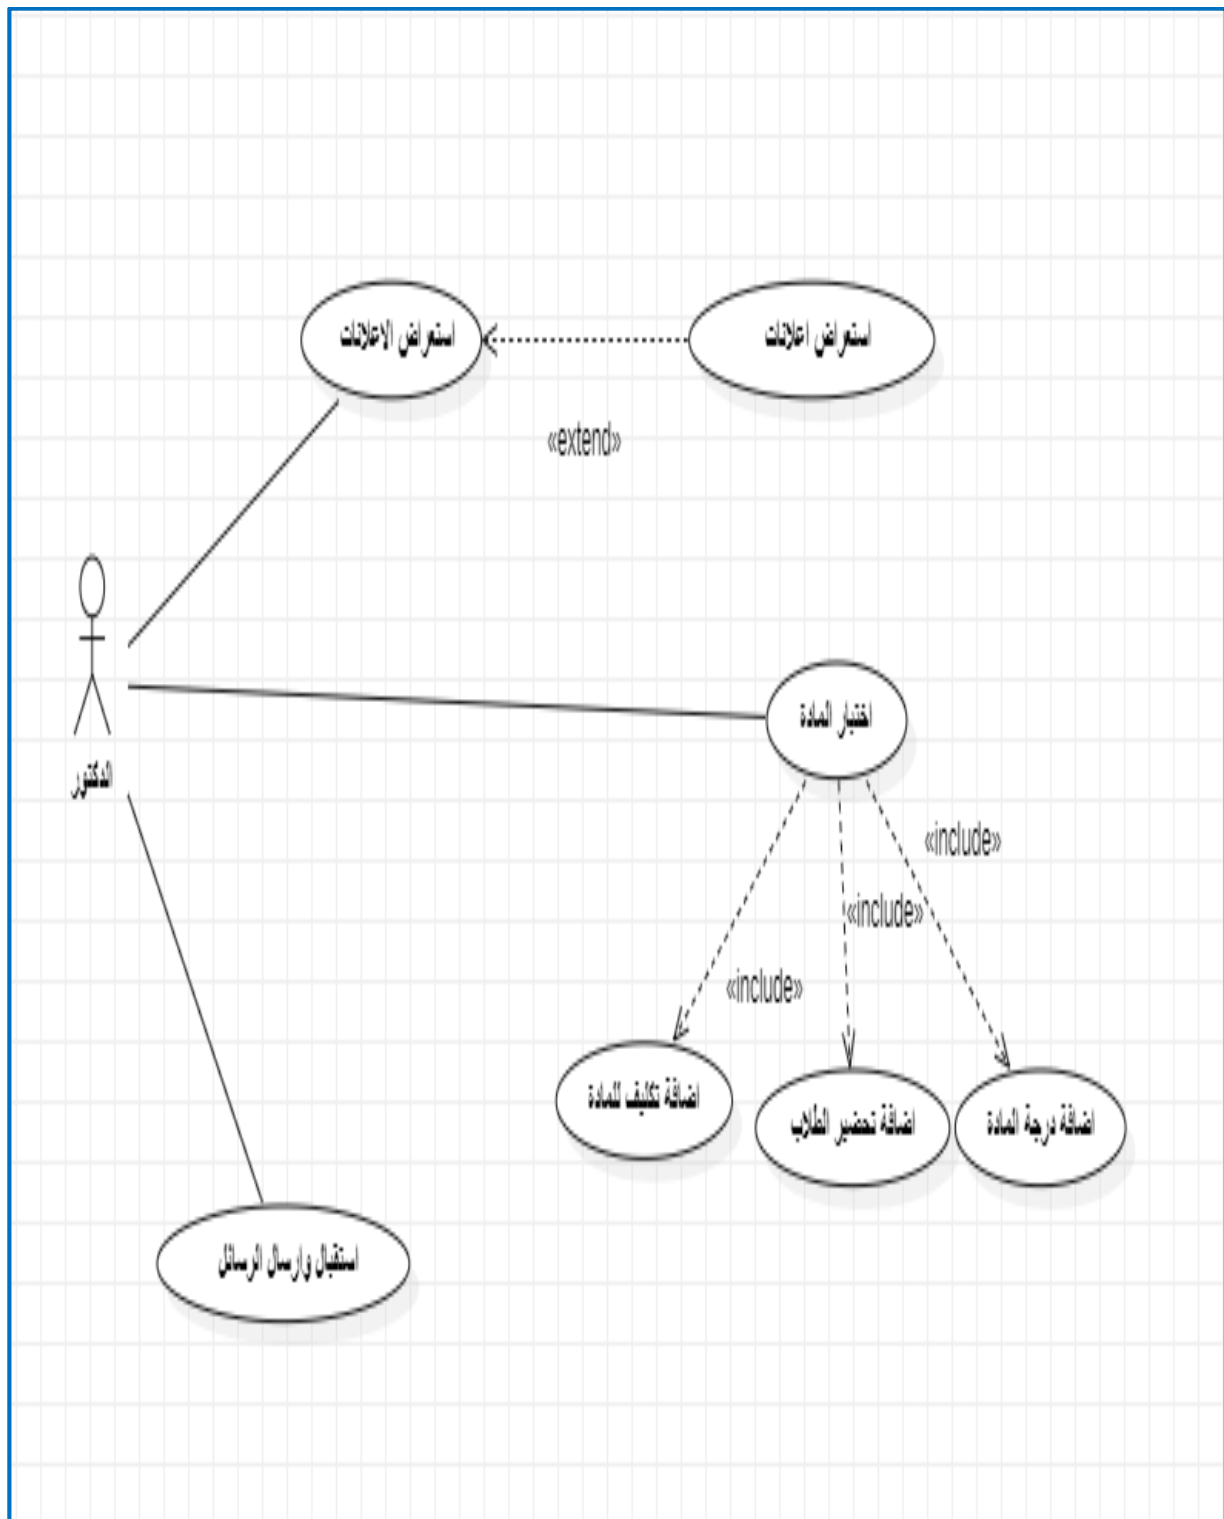 استعراض الاعلانات
استعراض اعلانات
«extend»
الدكتور
اختيار المادة
«include»
«include»
«include»
اضافة تكليف للمادة
اضافة تحضير الطلاب
اضافة درجة المادة
استقبال وارسال الرسائل